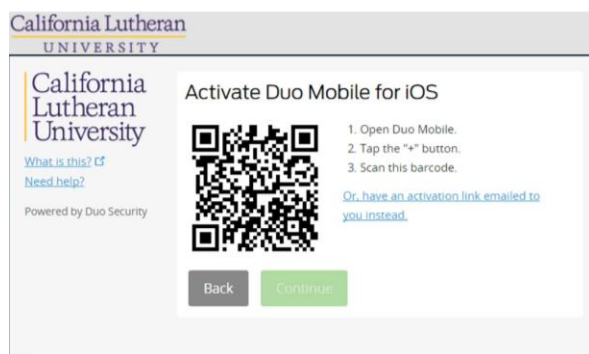 California Lutheran
UNIVERSITY
California
Lutheran
University
What is this?
Need help?
Powered by Duo Security
Activate Duo Mobile for iOS
1. Open Duo Mobile.
2. Tap the "+" button.
3. Scan this barcode.
Or, have an activation link emailed to
you instead.
Back
Continue